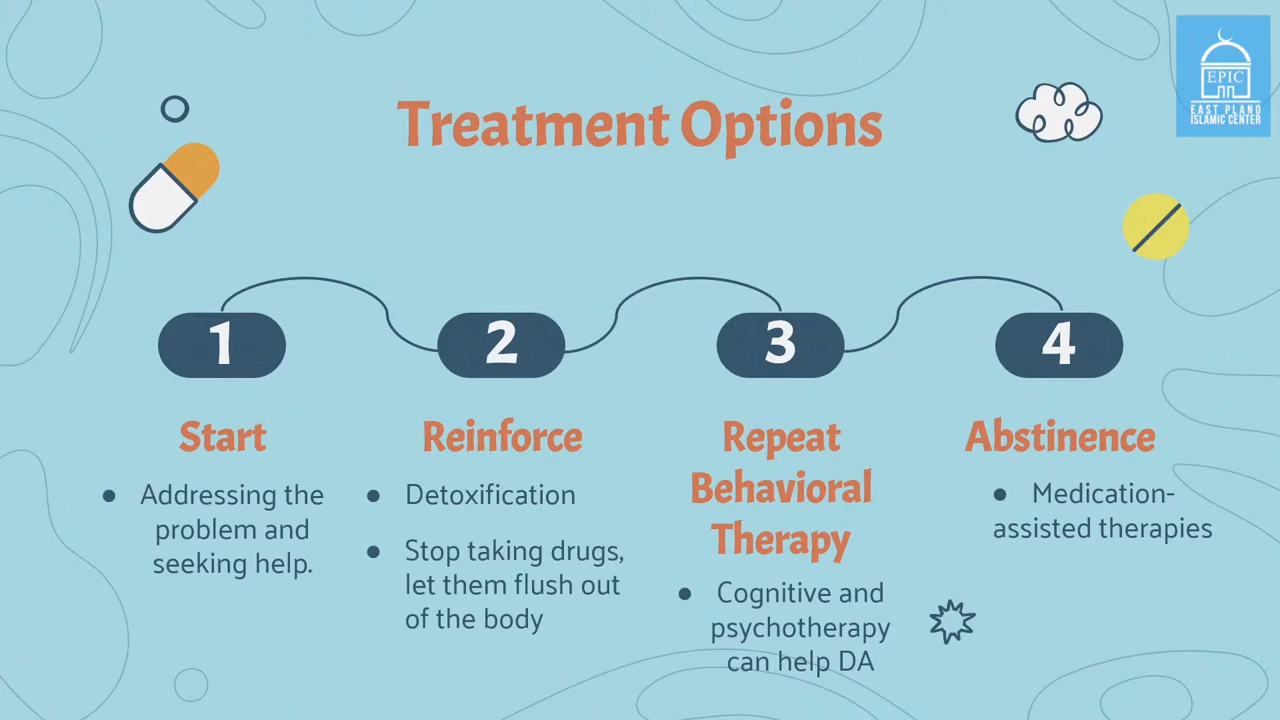 EPIC
EAST PLANO
ISLAMIC CENTER
Treatment Options
1
Start
• Addressing the
problem and
seeking help.
2
Reinforce
• Detoxification
• Stop taking drugs,
let them flush out
of the body
3
Repeat
Behavioral
Therapy
• Cognitive and
psychotherapy
can help DA
4
Abstinence
• Medication-
assisted therapies